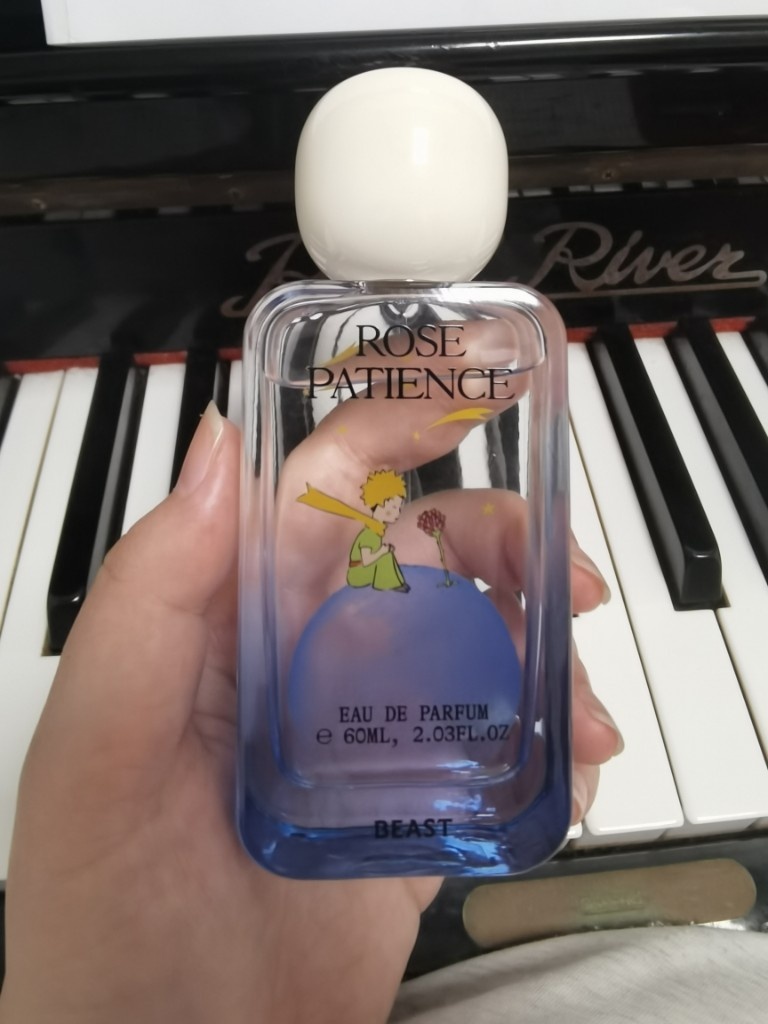 River
ROSE
PATIENCE
EAU DE PARFUM
℮ 60ML, 2.03FL.OZ
BEAST